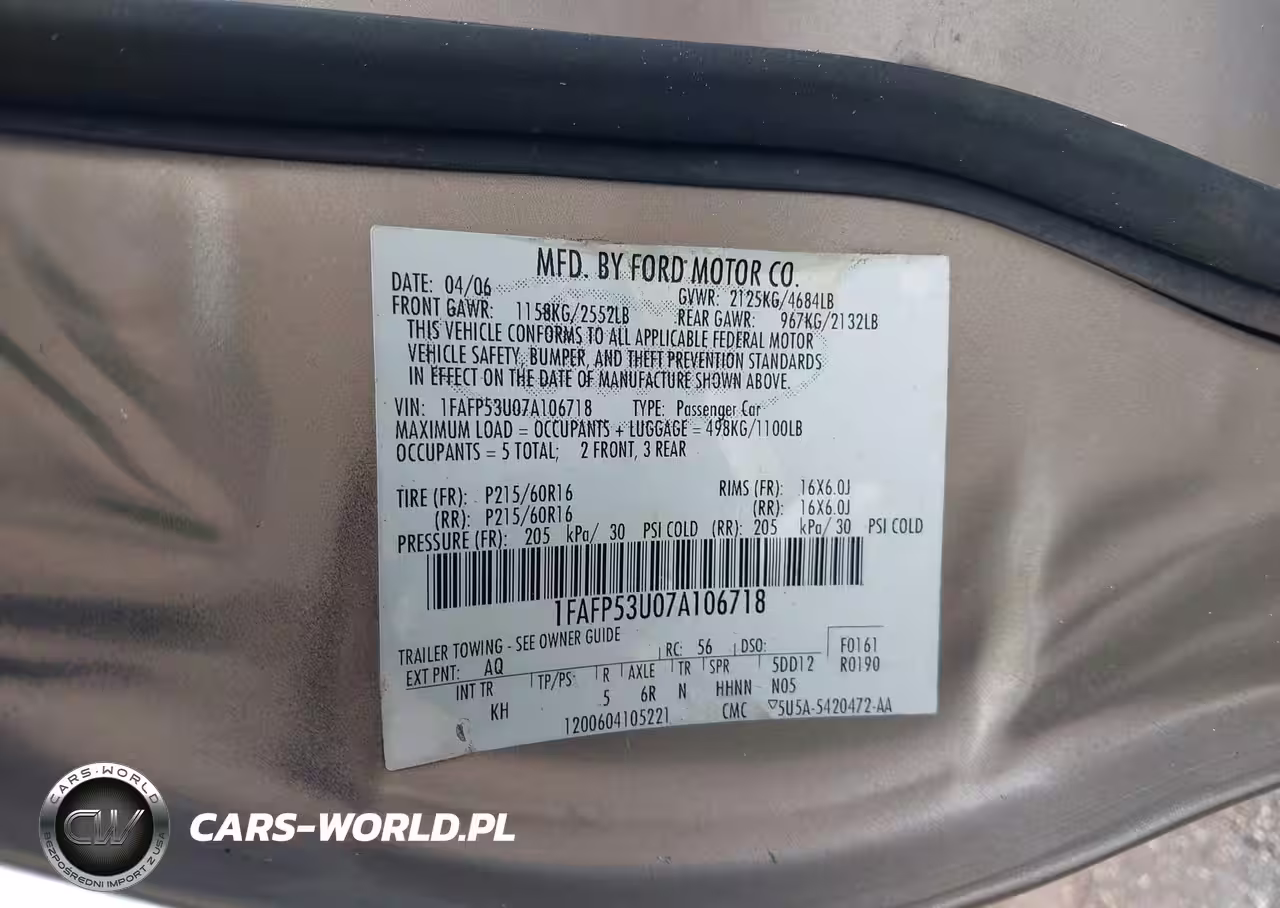 MFD. BY FORD MOTOR CO.
DATE: 04/06 GVWR: 2125KG/4684LB
FRONT GAWR: 1158KG/2552LB REAR GAWR: 967KG/2132LB
THIS VEHICLE CONFORMS TO ALL APPLICABLE FEDERAL MOTOR
VEHICLE SAFETY, BUMPER, AND THEFT PREVENTION STANDARDS
IN EFFECT ON THE DATE OF MANUFACTURE SHOWN ABOVE.
VIN: 1FAFP53U07A106718 TYPE: Passenger Car
MAXIMUM LOAD = OCCUPANTS + LUGGAGE = 498KG/1100LB
OCCUPANTS = 5 TOTAL; 2 FRONT, 3 REAR
TIRE (FR): P215/60R16 RIMS (FR): 16X6.0J
(RR): P215/60R16 (RR): 16X6.0J
PRESSURE (FR): 205 kPa/ 30 PSI COLD (RR): 205 kPa/ 30 PSI COLD
1FAFP53U07A106718
TRAILER TOWING - SEE OWNER GUIDE RC: 56 DSO: F0161
EXT PNT: AQ R0190
INT TR TP/PS R AXLE TR SPR 5DD12
KH 5 6R N HHNN N05
1200604105221 CMC ▽5U5A-5420472-AA
CARS-WORLD
CW
BEZPOŚREDNI IMPORT Z USA
CARS-WORLD.PL